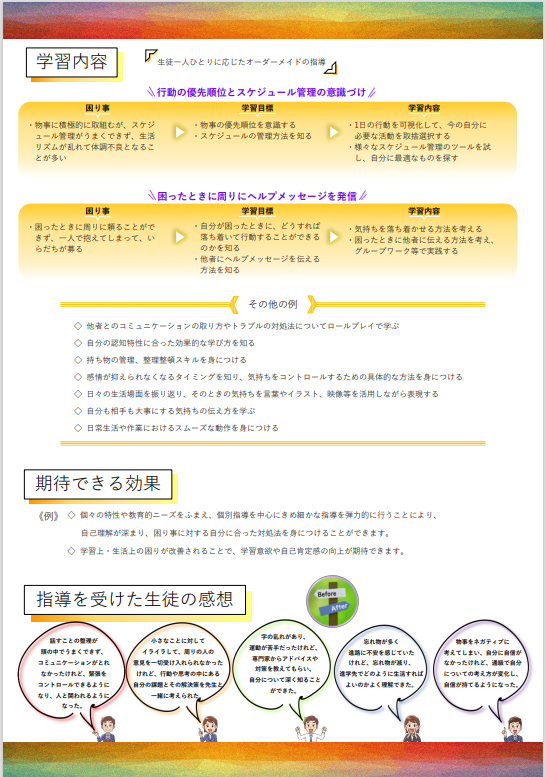 学習内容
生徒一人ひとりに応じたオーダーメイドの指導
行動の優先順位とスケジュール管理の意識づけ
困り事
・物事に積極的に取組むが、スケジ
ュール管理がうまくできず、生活
リズムが乱れて体調不良となるこ
とが多い
学習目標
・物事の優先順位を意識する
・スケジュールの管理方法を知る
学習内容
・1日の行動を可視化して、今の自分に
必要な活動を取捨選択する
・様々なスケジュール管理のツールを試
し、自分に最適なものを探す
困ったときに周りにヘルプメッセージを発信
困り事
・困ったときに周りに頼ることがで
きず、一人で抱えてしまって、い
らだちが募る
学習目標
・自分が困ったときに、どうすれば
落ち着いて行動することができる
のかを知る
・他者にヘルプメッセージを伝える
方法を知る
学習内容
・気持ちを落ち着かせる方法を考える
・困ったときに他者に伝える方法を考え、
グループワーク等で実践する
その他の例
◇ 他者とのコミュニケーションの取り方やトラブルの対処法についてロールプレイで学ぶ
◇ 自分の認知特性に合った効果的な学び方を知る
◇ 持ち物の管理、整理整頓スキルを身につける
◇ 感情が抑えられなくなるタイミングを知り、気持ちをコントロールするための具体的な方法を身につける
◇ 日々の生活場面を振り返り、そのときの気持ちを言葉やイラスト、映像等を活用しながら表現する
◇ 自分も相手も大事にする気持ちの伝え方を学ぶ
◇ 日常生活や作業におけるスムーズな動作を身につける
期待できる効果
《例》 ◇ 個々の特性や教育的ニーズをふまえ、個別指導を中心にきめ細かな指導を弾力的に行うことにより、
自己理解が深まり、困り事に対する自分に合った対処法を身につけることができます。
◇ 学習上・生活上の困りが改善されることで、学習意欲や自己肯定感の向上が期待できます。
指導を受けた生徒の感想
Before
After
話すことの整理が
頭の中でうまくできず、
コミュニケーションがとれ
なかったけれど、緊張を
コントロールできるように
なり、人と関われるように
なった。
小さなことに対して
イライラして、周りの人の
意見を一切受け入れられなかった
けれど、行動や思考の中にある
自分の課題とその解決策を先生と
一緒に考えられた。
字の乱れがあり、
運動が苦手だったけれど、
専門家からアドバイスや
対策を教えてもらい、
自分について深く知ること
ができた。
忘れ物が多く
進路に不安を感じていた
けれど、忘れ物が減り、
進学先でどのように生活すれば
よいのかよく理解できた。
物事をネガティブに
考えてしまい、自分に自信が
なかったけれど、通級で自分
についての考え方が変化し、
自信が持てるようになった。